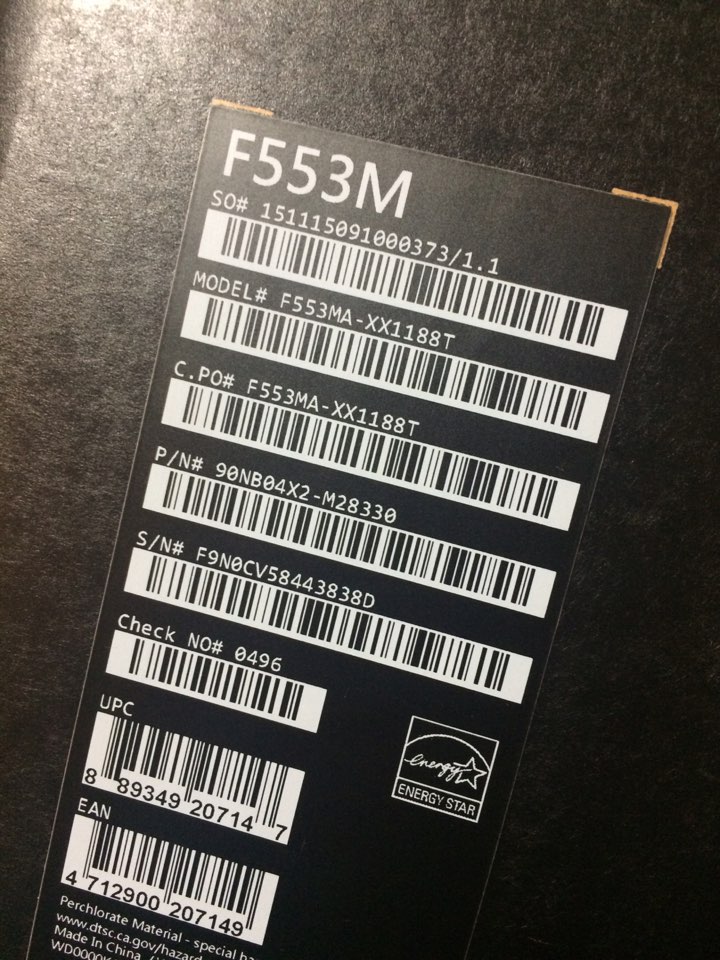 F553M
SO# 151115091000373/1.1
MODEL# F553MA-XX1188T
C.PO# F553MA-XX1188T
P/N# 90NB04X2-M28330
S/N# F9N0CV58443838D
Check NO# 0496
UPC
8 89349 20714 7
energy
ENERGY STAR
EAN
4 712900 207149
Perchlorate Material - special ha
www.dtsc.ca.gov/hazard
Made In China